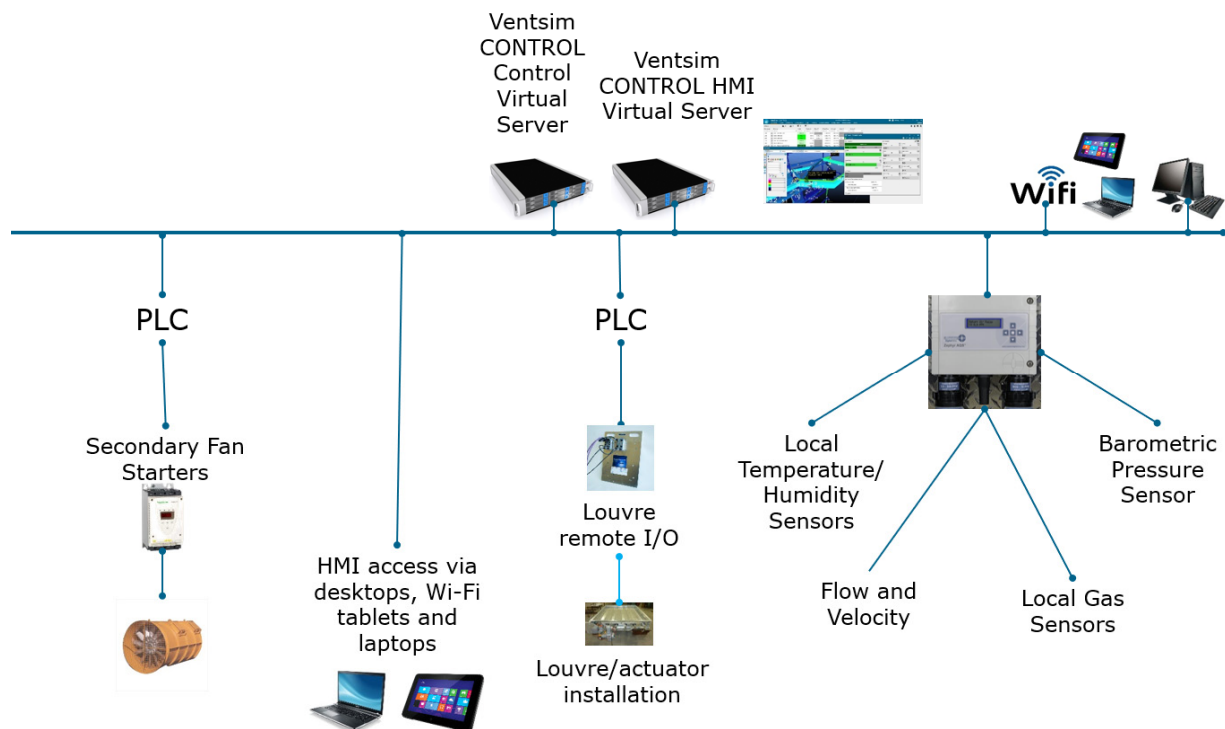 Ventsim
CONTROL
Control
Virtual
Server
Ventsim
CONTROL HMI
Virtual Server
Wifi
PLC
PLC
Secondary Fan
Starters
HMI access via
desktops, Wi-Fi
tablets and
laptops
Louvre
remote I/O
Louvre/actuator
installation
Local
Temperature/
Humidity
Sensors
Barometric
Pressure
Sensor
Flow and
Velocity
Local Gas
Sensors